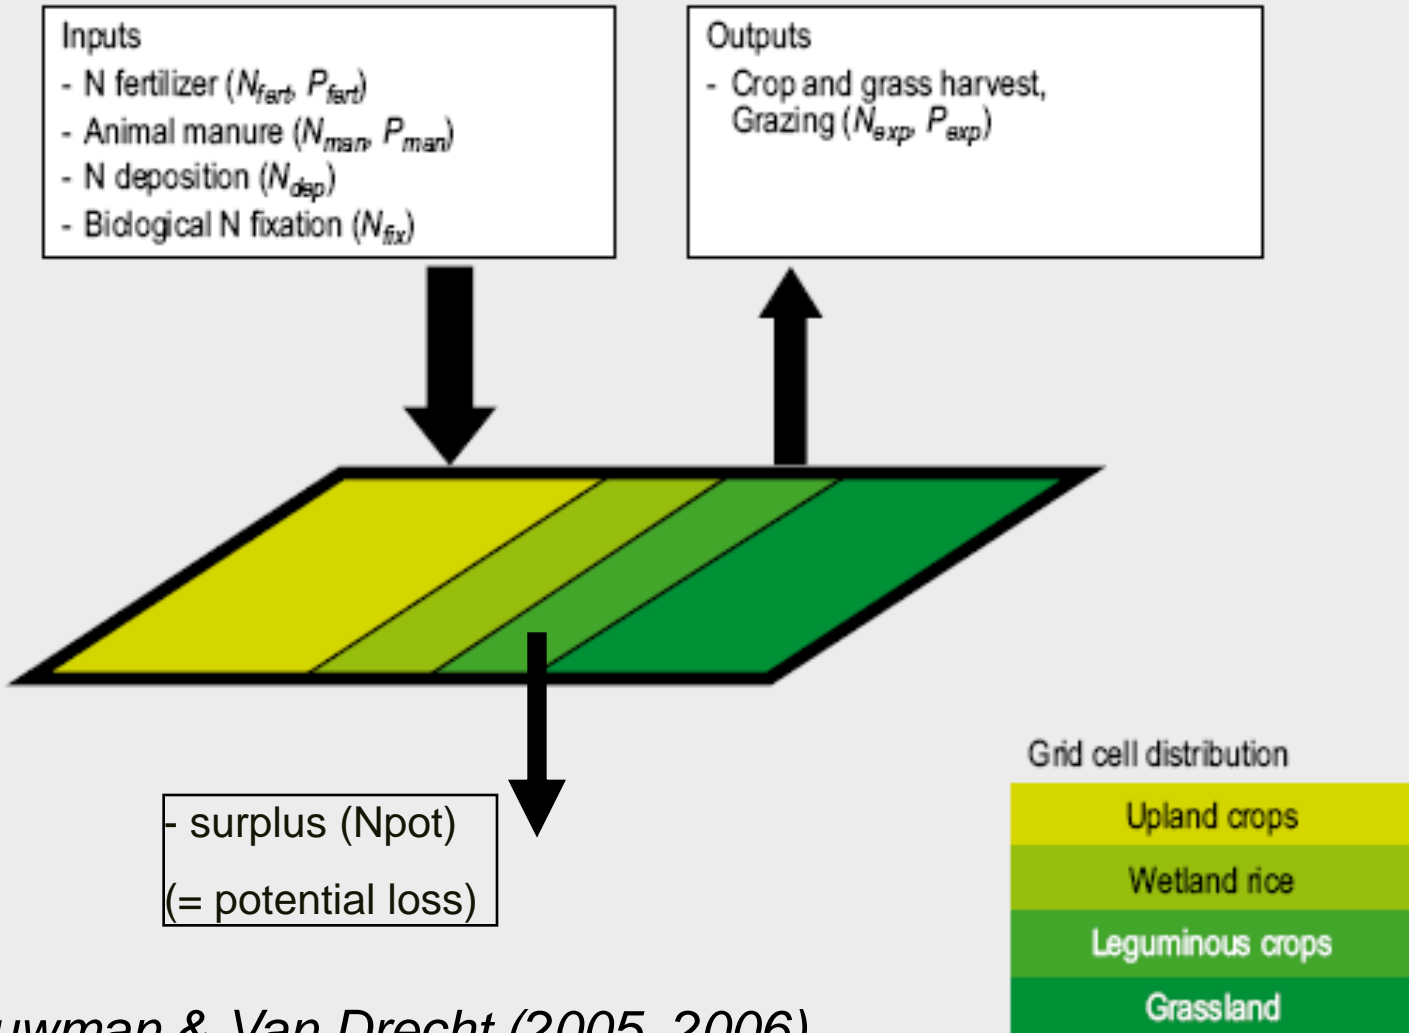 Inputs
- N fertilizer (Nfert, Pfert)
- Animal manure (Nman, Pman)
- N deposition (Ndep)
- Biological N fixation (Nfix)
Outputs
- Crop and grass harvest,
Grazing (Nexp, Pexp)
- surplus (Npot)
(= potential loss)
Grid cell distribution
Upland crops
Wetland rice
Leguminous crops
Grassland
& Van Drecht (2005, 2006)